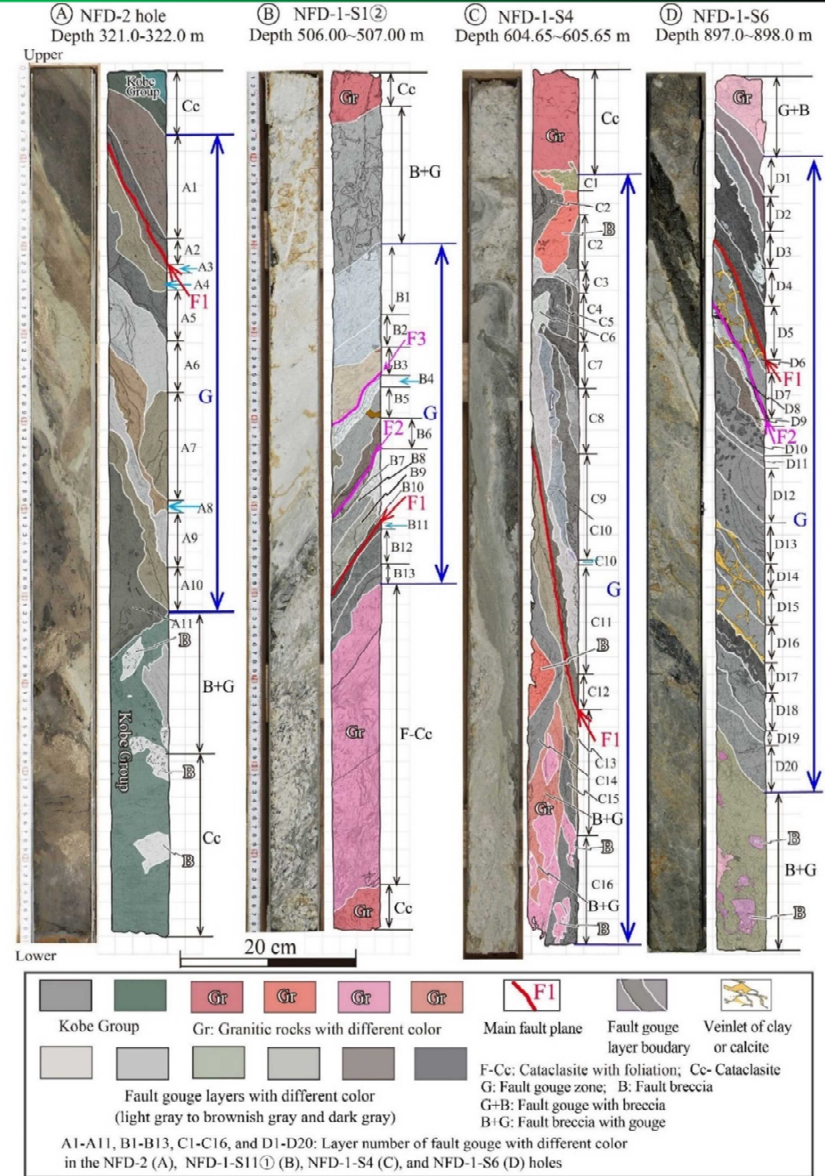 Ⓐ NFD-2 hole
Depth 321.0-322.0 m
Ⓑ NFD-1-S1②
Depth 506.00~507.00 m
Ⓒ NFD-1-S4
Depth 604.65~605.65 m
Ⓓ NFD-1-S6
Depth 897.0~898.0 m
Upper
Kobe
Group
Cc
A1
A2
A3
A4
F1
A5
A6
G
A7
A8
A9
A10
A11
B
B+G
Kobe Group
B
Cc
B
Lower
Gr
Cc
B+G
B1
B2
F3
B3
B4
B5
G
B6
F2
B7
B8
B9
B10
F1
B11
B12
B13
Gr
F-Cc
Gr
Cc
20 cm
Gr
Cc
C1
C2
B
C2
C3
C4
C5
C6
C7
C8
C9
C10
C10
G
C11
B
C12
F1
C13
C14
C15
Gr
B+G
B
C16
B+G
B
Gr
G+B
D1
D2
D3
D4
D5
D6
F1
D7
D8
D9
F2
D10
D11
D12
G
D13
D14
D15
D16
D17
D18
D19
D20
B
B+G
B
Gr Gr Gr Gr F1
Kobe Group
Gr: Granitic rocks with different color
Main fault plane
Fault gouge
layer boudary
Veinlet of clay
or calcite
Fault gouge layers with different color
(light gray to brownish gray and dark gray)
F-Cc: Cataclasite with foliation; Cc- Cataclasite
G: Fault gouge zone; B: Fault breccia
G+B: Fault gouge with breccia
B+G: Fault breccia with gouge
A1-A11, B1-B13, C1-C16, and D1-D20: Layer number of fault gouge with different color
in the NFD-2 (A), NFD-1-S11① (B), NFD-1-S4 (C), and NFD-1-S6 (D) holes